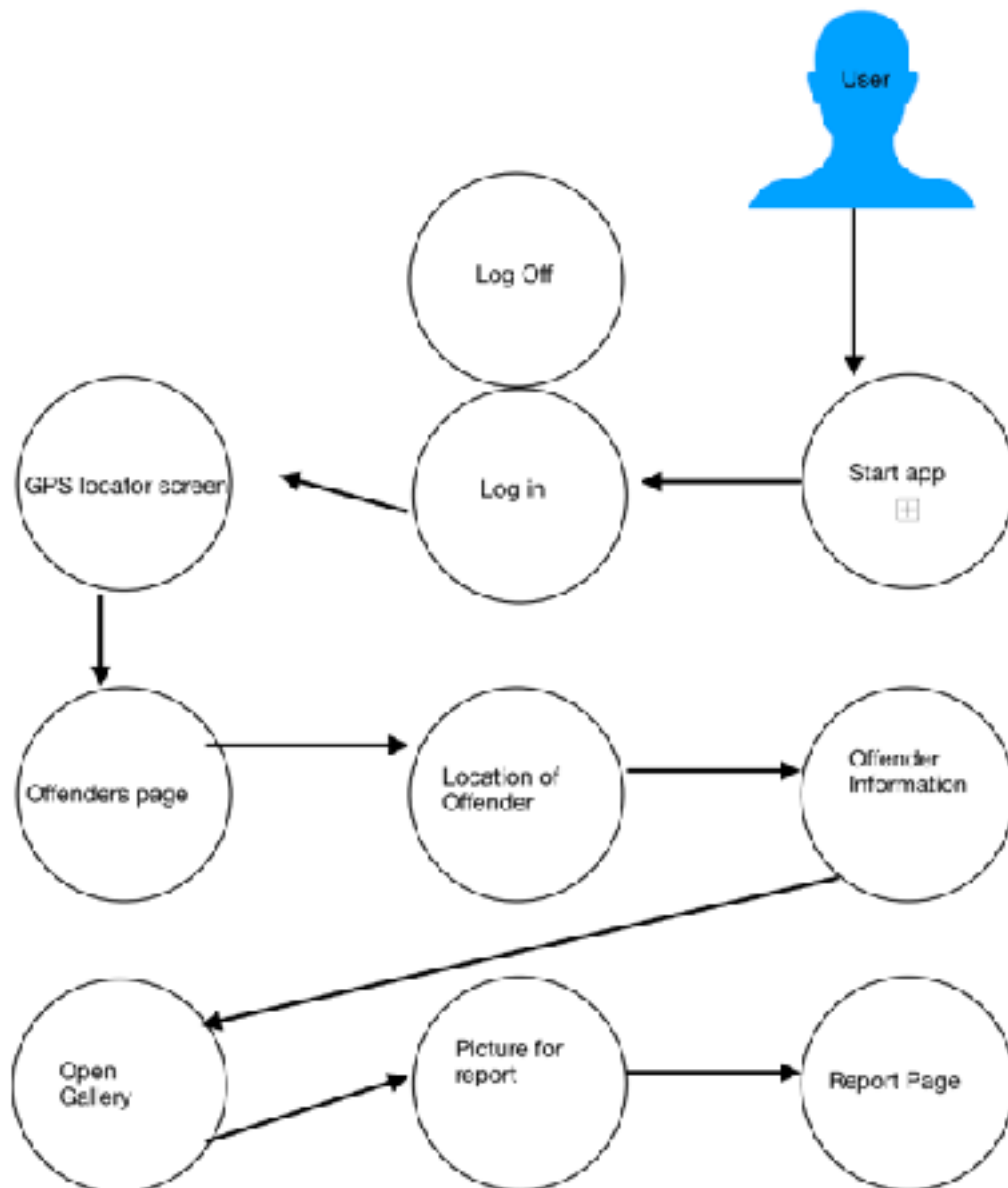 User
Log Off
Start app
Log in
GPS locator screen
Offenders page
Location of
Offender
Offender
Information
Open
Gallery
Picture for
report
Report Page